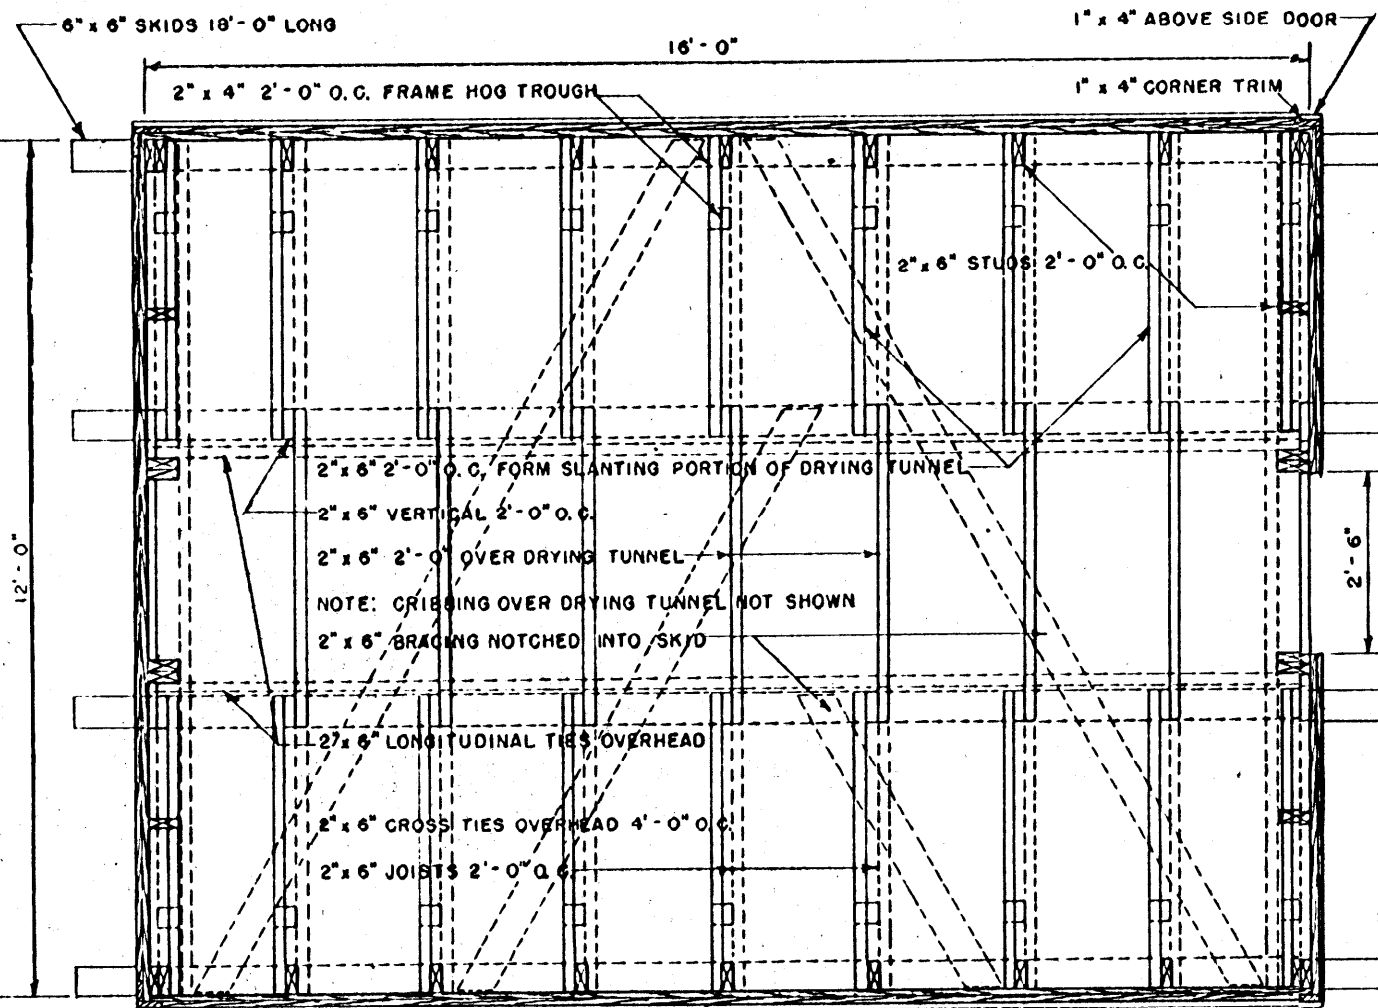 6" x 6" SKIDS 18'-0" LONG
1" x 4" ABOVE SIDE DOOR
16'-0"
2" x 4" 2'-0" O.C. FRAME HOG TROUGH
1" x 4" CORNER TRIM
2" x 6" STUDS 2'-0" O.C.
2" x 6" 2'-0" O.C. FORM SLANTING PORTION OF DRYING TUNNEL
2" x 6" VERTICAL 2'-0" O.C.
12'-0"
2" x 6" 2'-0" OVER DRYING TUNNEL
2'-6"
NOTE: CRIBBING OVER DRYING TUNNEL NOT SHOWN
2" x 6" BRACING NOTCHED INTO SKID
2" x 6" LONGITUDINAL TIES OVERHEAD
2" x 6" CROSS TIES OVERHEAD 4'-0" O.C.
2" x 6" JOISTS 2'-0" O.C.